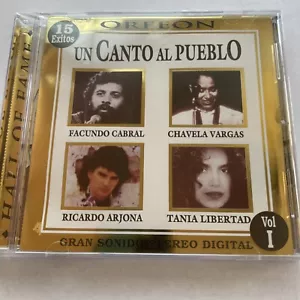 ORFEON
15
Exitos
UN CANTO AL PUEBLO
HALL OF FAME
FACUNDO CABRAL
CHAVELA VARGAS
RICARDO ARJONA
TANIA LIBERTAD
Vol
I
GRAN SONIDO STEREO DIGITAL